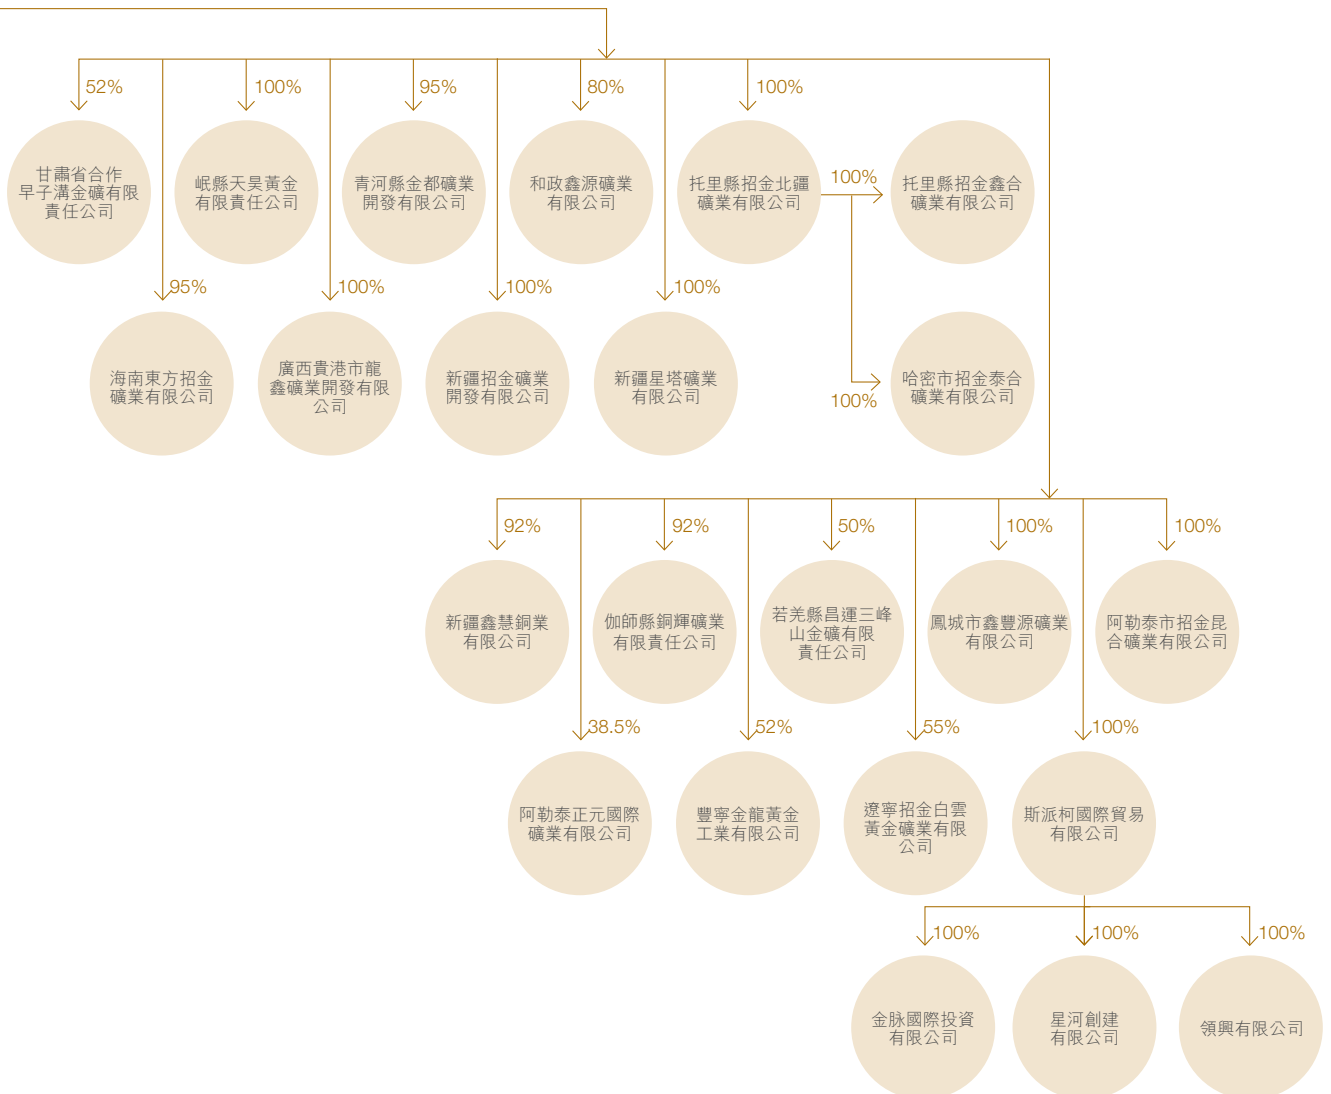 52%
100%
95%
80%
100%
甘肅省合作
早子溝金礦有限
責任公司
岷縣天昊黃金
有限責任公司
青河縣金都礦業
開發有限公司
和政鑫源礦業
有限公司
托里縣招金北疆
礦業有限公司
100%
托里縣招金鑫合
礦業有限公司
95%
100%
100%
100%
海南東方招金
礦業有限公司
廣西貴港市龍
鑫礦業開發有限
公司
新疆招金礦業
開發有限公司
新疆星塔礦業
有限公司
100%
哈密市招金泰合
礦業有限公司
92%
92%
50%
100%
100%
新疆鑫慧銅業
有限公司
伽師縣銅輝礦業
有限責任公司
若羌縣昌運三峰
山金礦有限
責任公司
鳳城市鑫豐源礦業
有限公司
阿勒泰市招金昆
合礦業有限公司
38.5%
52%
55%
100%
阿勒泰正元國際
礦業有限公司
豐寧金龍黃金
工業有限公司
遼寧招金白雲
黃金礦業有限
公司
斯派柯國際貿易
有限公司
100%
100%
100%
金脉國際投資
有限公司
星河創建
有限公司
領興有限公司